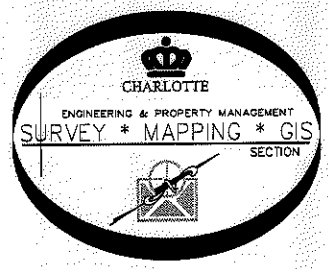 CHARLOTTE
ENGINEERING & PROPERTY MANAGEMENT
SURVEY * MAPPING * GIS
SECTION